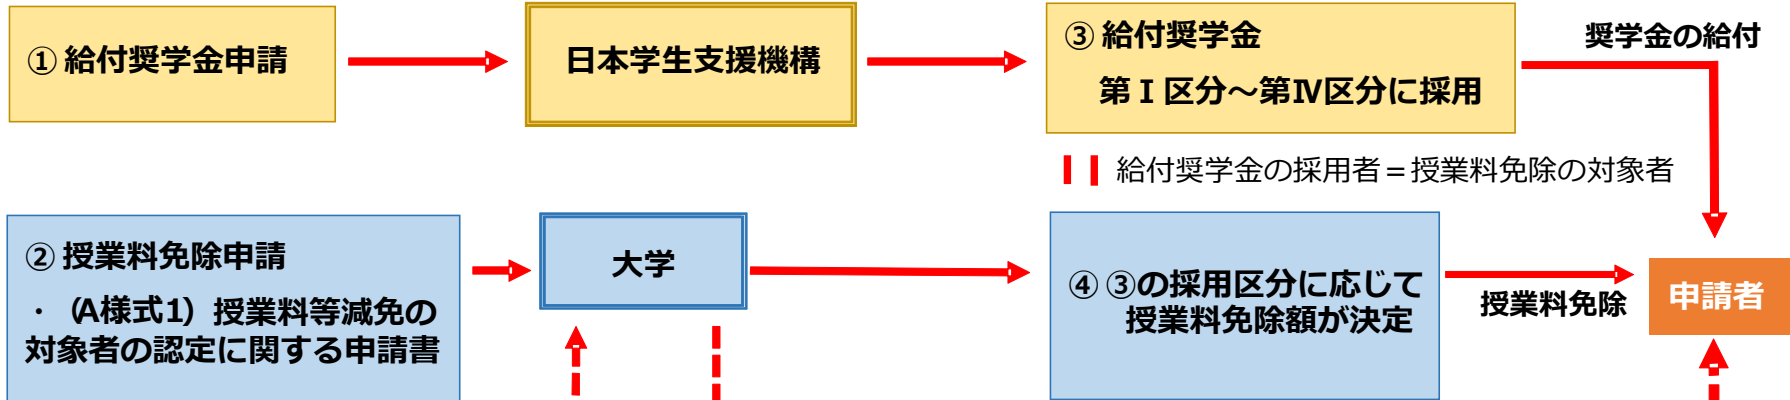 ① 給付奨学金申請
日本学生支援機構
③ 給付奨学金
第Ⅰ区分～第Ⅳ区分に採用
奨学金の給付
給付奨学金の採用者＝授業料免除の対象者
② 授業料免除申請
・（A様式1）授業料等減免の
対象者の認定に関する申請書
大学
④ ③の採用区分に応じて
授業料免除額が決定
授業料免除
申請者